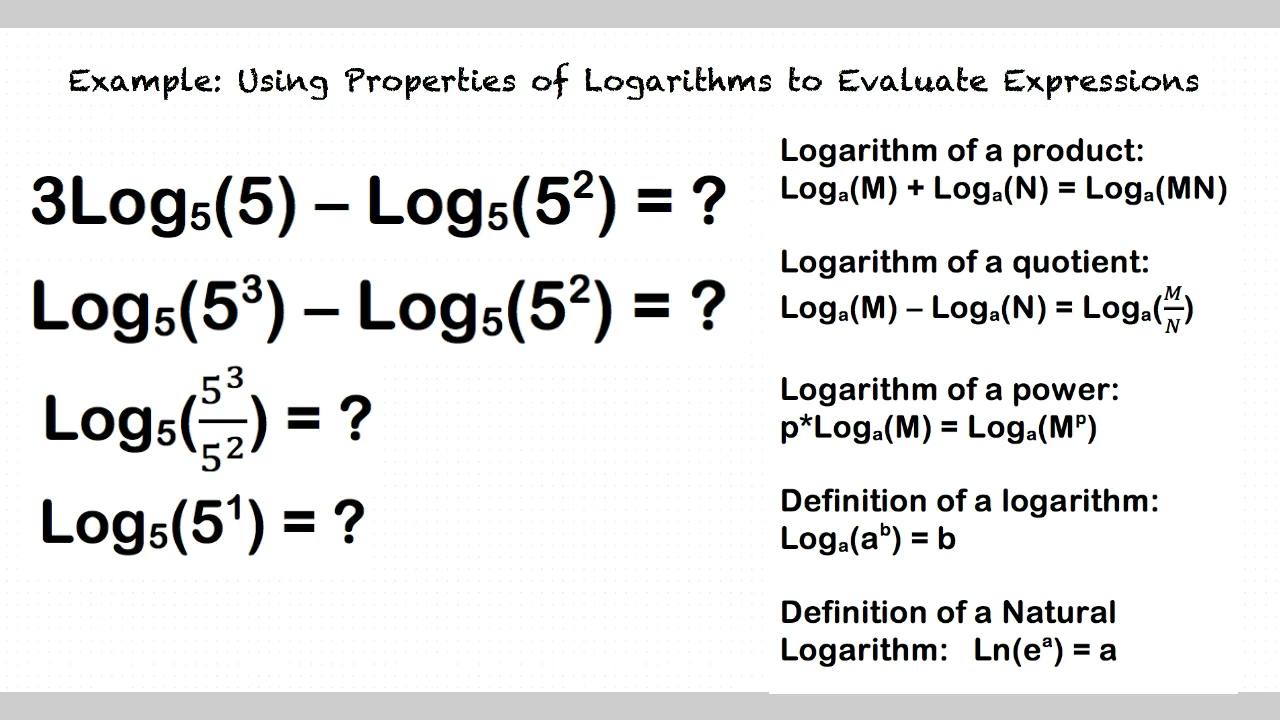 Example: Using Properties of Logarithms to Evaluate Expressions
3Log₅(5) – Log₅(5²) = ?
Log₅(5³) – Log₅(5²) = ?
Log₅(5³/5²) = ?
Log₅(5¹) = ?
Logarithm of a product:
Logₐ(M) + Logₐ(N) = Logₐ(MN)
Logarithm of a quotient:
Logₐ(M) – Logₐ(N) = Logₐ(M/N)
Logarithm of a power:
p*Logₐ(M) = Logₐ(Mᵖ)
Definition of a logarithm:
Logₐ(aᵇ) = b
Definition of a Natural
Logarithm: Ln(eᵃ) = a